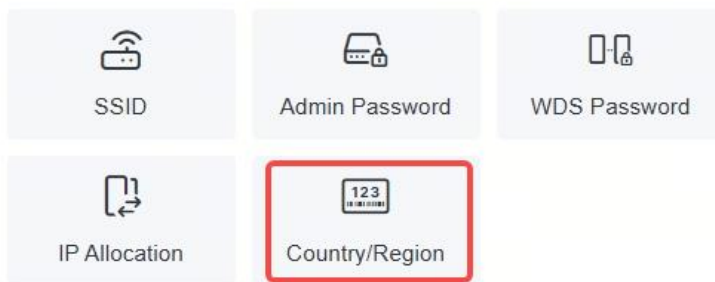 SSID
Admin Password
WDS Password
123
IP Allocation
Country/Region